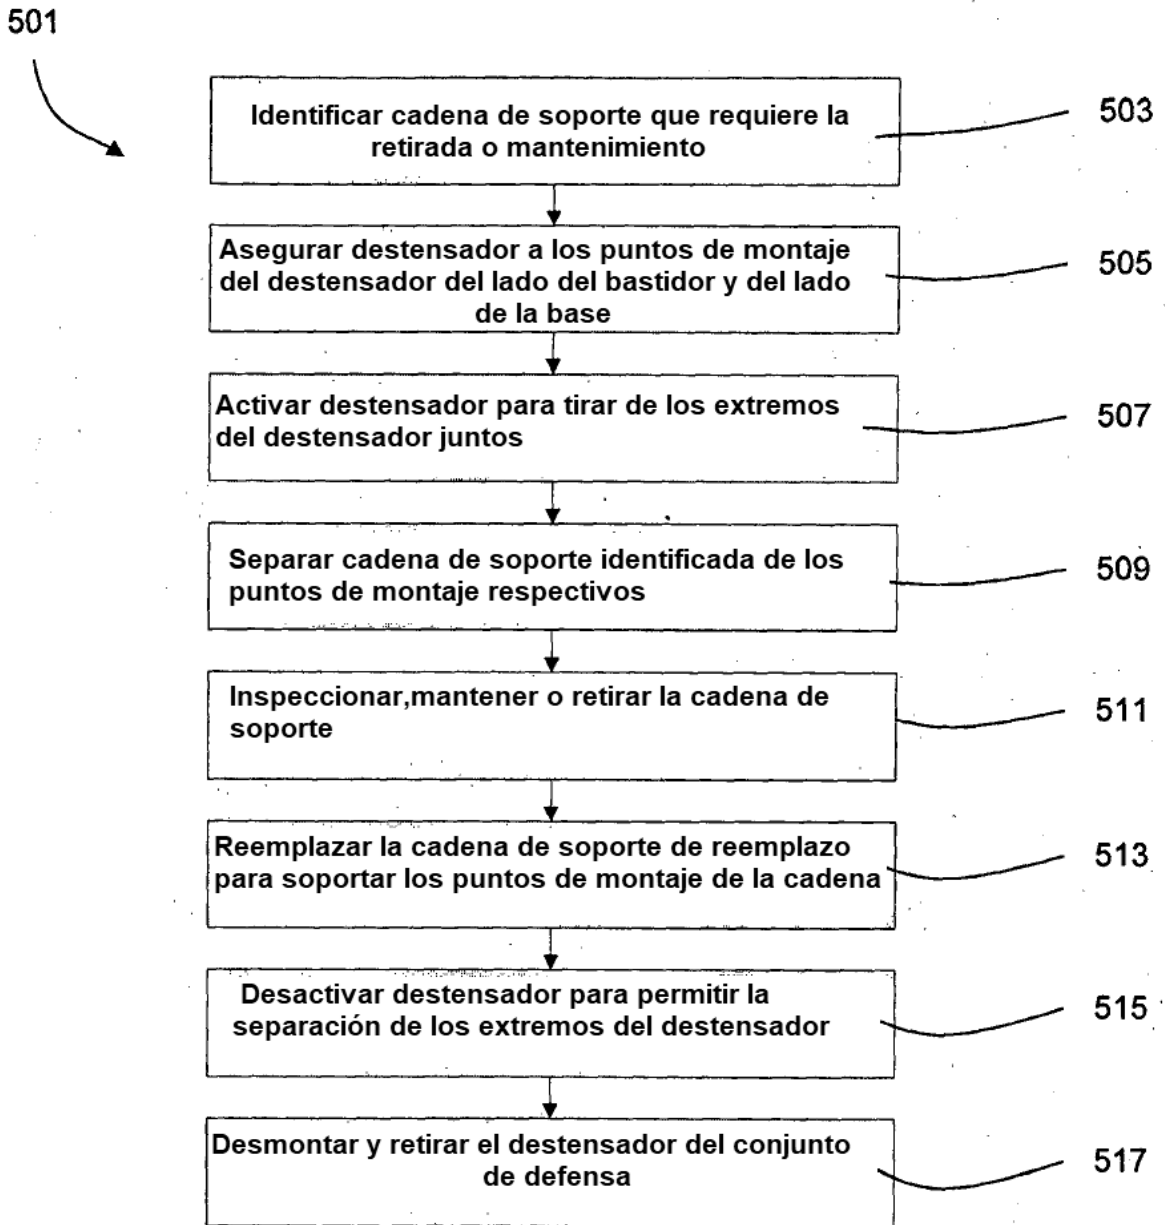 501
Identificar cadena de soporte que requiere la
retirada o mantenimiento
503
Asegurar destensador a los puntos de montaje
del destensador del lado del bastidor y del lado
de la base
505
Activar destensador para tirar de los extremos
del destensador juntos
507
Separar cadena de soporte identificada de los
puntos de montaje respectivos
509
Inspeccionar,mantener o retirar la cadena de
soporte
511
Reemplazar la cadena de soporte de reemplazo
para soportar los puntos de montaje de la cadena
513
Desactivar destensador para permitir la
separación de los extremos del destensador
515
Desmontar y retirar el destensador del conjunto
de defensa
517